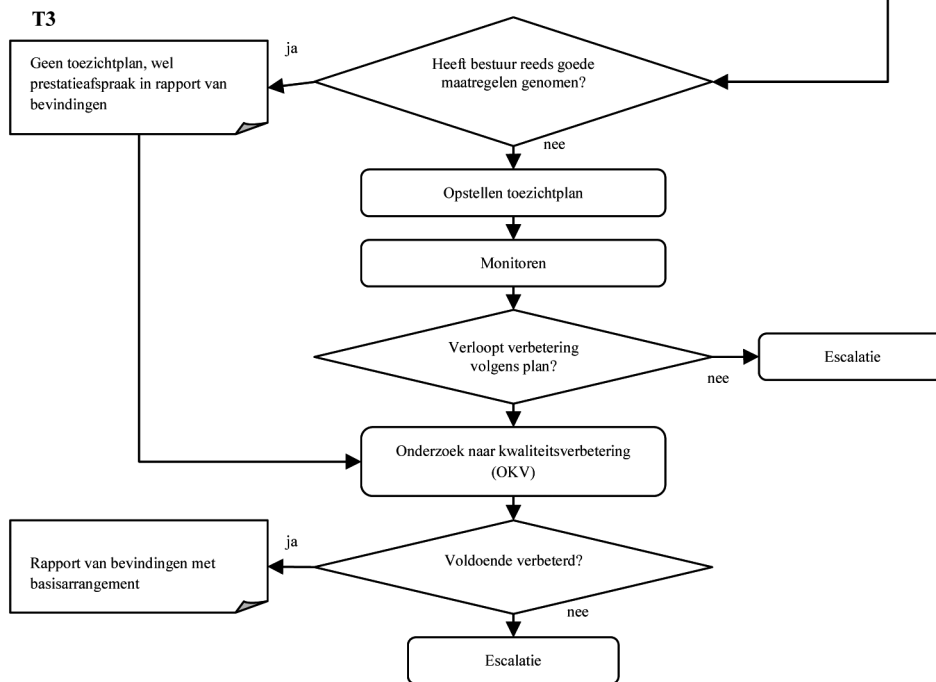 T3
Geen toezichtplan, wel
prestatieafspraak in rapport van
bevindingen
ja
Heeft bestuur reeds goede
maatregelen genomen?
nee
Opstellen toezichtplan
Monitoren
Verloopt verbetering
volgens plan?
nee
Escalatie
Onderzoek naar kwaliteitsverbetering
(OKV)
Rapport van bevindingen met
basisarrangement
ja
Voldoende verbeterd?
nee
Escalatie